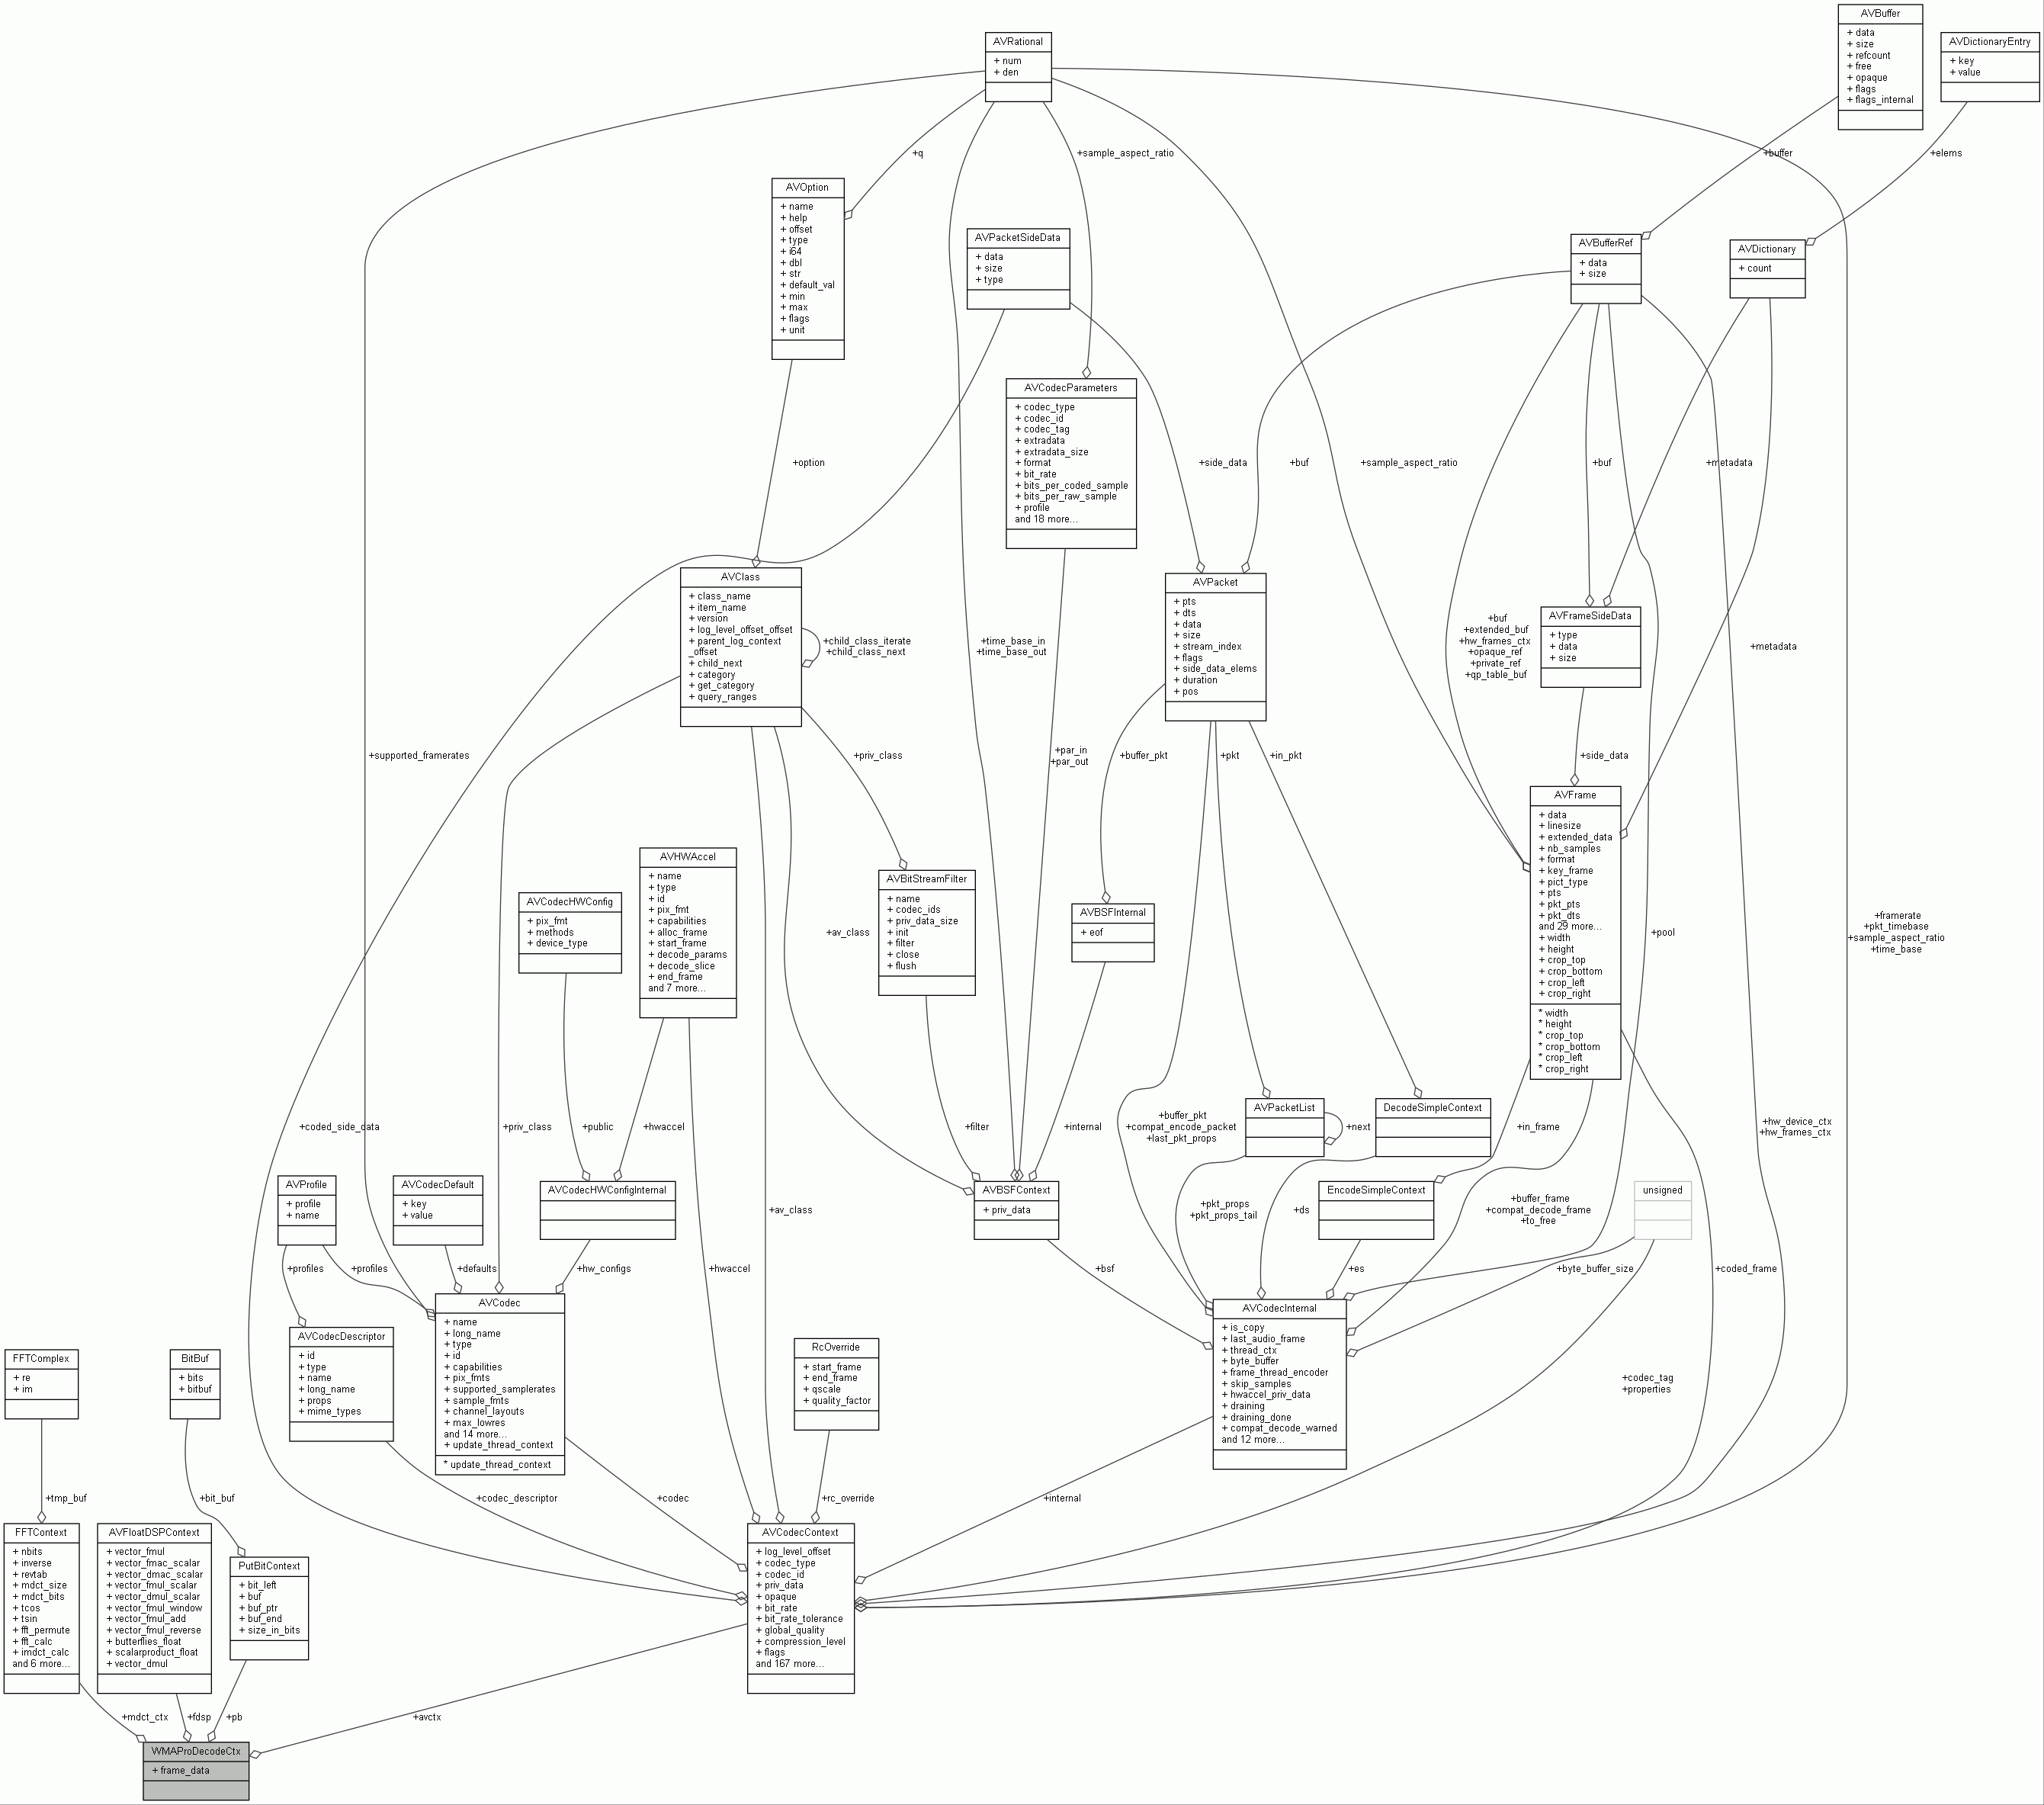 AVBuffer
+ data
+ size
+ refcount
+ free
+ opaque
+ flags
+ flags_internal
AVDictionaryEntry
+ key
+ value
AVRational
+ num
+ den
+q
+sample_aspect_ratio
+buffer
+elems
AVOption
+ name
+ help
+ offset
+ type
+ i64
+ dbl
+ str
+ default_val
+ min
+ max
+ flags
+ unit
AVPacketSideData
+ data
+ size
+ type
AVBufferRef
+ data
+ size
AVDictionary
+ count
AVCodecParameters
+ codec_type
+ codec_id
+ codec_tag
+ extradata
+ extradata_size
+ format
+ bit_rate
+ bits_per_coded_sample
+ bits_per_raw_sample
+ profile
and 18 more...
+option
+side_data
+buf
+sample_aspect_ratio
+buf
+metadata
AVClass
+ class_name
+ item_name
+ version
+ log_level_offset_offset
+ parent_log_context
_offset
+ child_next
+ category
+ get_category
+ query_ranges
+child_class_iterate
+child_class_next
+time_base_in
+time_base_out
AVPacket
+ pts
+ dts
+ data
+ size
+ stream_index
+ flags
+ side_data_elems
+ duration
+ pos
+buf
+extended_buf
+hw_frames_ctx
+opaque_ref
+private_ref
+qp_table_buf
AVFrameSideData
+ type
+ data
+ size
+metadata
+supported_framerates
+priv_class
+par_in
+par_out
+buffer_pkt
+pkt
+in_pkt
+side_data
AVFrame
+ data
+ linesize
+ extended_data
+ nb_samples
+ format
+ key_frame
+ pict_type
+ pts
+ pkt_pts
+ pkt_dts
and 29 more...
+ width
+ height
+ crop_top
+ crop_bottom
+ crop_left
+ crop_right
* width
* height
* crop_top
* crop_bottom
* crop_left
* crop_right
AVHWAccel
+ name
+ type
+ id
+ pix_fmt
+ capabilities
+ alloc_frame
+ start_frame
+ decode_params
+ decode_slice
+ end_frame
and 7 more...
AVCodecHWConfig
+ pix_fmt
+ methods
+ device_type
+av_class
AVBitStreamFilter
+ name
+ codec_ids
+ priv_data_size
+ init
+ filter
+ close
+ flush
AVBSFInternal
+ eof
+pool
+framerate
+pkt_timebase
+sample_aspect_ratio
+time_base
+coded_side_data
+priv_class
+public
+hwaccel
+filter
+internal
+buffer_pkt
+compat_encode_packet
+last_pkt_props
AVPacketList
+next
DecodeSimpleContext
+in_frame
+hw_device_ctx
+hw_frames_ctx
AVProfile
+ profile
+ name
AVCodecDefault
+ key
+ value
AVCodecHWConfigInternal
+av_class
AVBSFContext
+ priv_data
+pkt_props
+pkt_props_tail
+ds
EncodeSimpleContext
+buffer_frame
+compat_decode_frame
+to_free
unsigned
+profiles
+profiles
+defaults
+hw_configs
+hwaccel
+bsf
+es
+byte_buffer_size
+coded_frame
AVCodecDescriptor
+ id
+ type
+ name
+ long_name
+ props
+ mime_types
AVCodec
+ name
+ long_name
+ type
+ id
+ capabilities
+ pix_fmts
+ supported_samplerates
+ sample_fmts
+ channel_layouts
+ max_lowres
and 14 more...
+ update_thread_context
* update_thread_context
RcOverride
+ start_frame
+ end_frame
+ qscale
+ quality_factor
AVCodecInternal
+ is_copy
+ last_audio_frame
+ thread_ctx
+ byte_buffer
+ frame_thread_encoder
+ skip_samples
+ hwaccel_priv_data
+ draining
+ draining_done
+ compat_decode_warned
and 12 more...
+codec_tag
+properties
FFTComplex
+ re
+ im
BitBuf
+ bits
+ bitbuf
+tmp_buf
+bit_buf
+codec_descriptor
+codec
+rc_override
+internal
FFTContext
+ nbits
+ inverse
+ revtab
+ mdct_size
+ mdct_bits
+ tcos
+ tsin
+ fft_permute
+ fft_calc
+ imdct_calc
and 6 more...
AVFloatDSPContext
+ vector_fmul
+ vector_fmac_scalar
+ vector_dmac_scalar
+ vector_fmul_scalar
+ vector_dmul_scalar
+ vector_fmul_window
+ vector_fmul_add
+ vector_fmul_reverse
+ butterflies_float
+ scalarproduct_float
+ vector_dmul
PutBitContext
+ bit_left
+ buf
+ buf_ptr
+ buf_end
+ size_in_bits
AVCodecContext
+ log_level_offset
+ codec_type
+ codec_id
+ priv_data
+ opaque
+ bit_rate
+ bit_rate_tolerance
+ global_quality
+ compression_level
+ flags
and 167 more...
+mdct_ctx
+fdsp
+pb
+avctx
WMAProDecodeCtx
+ frame_data